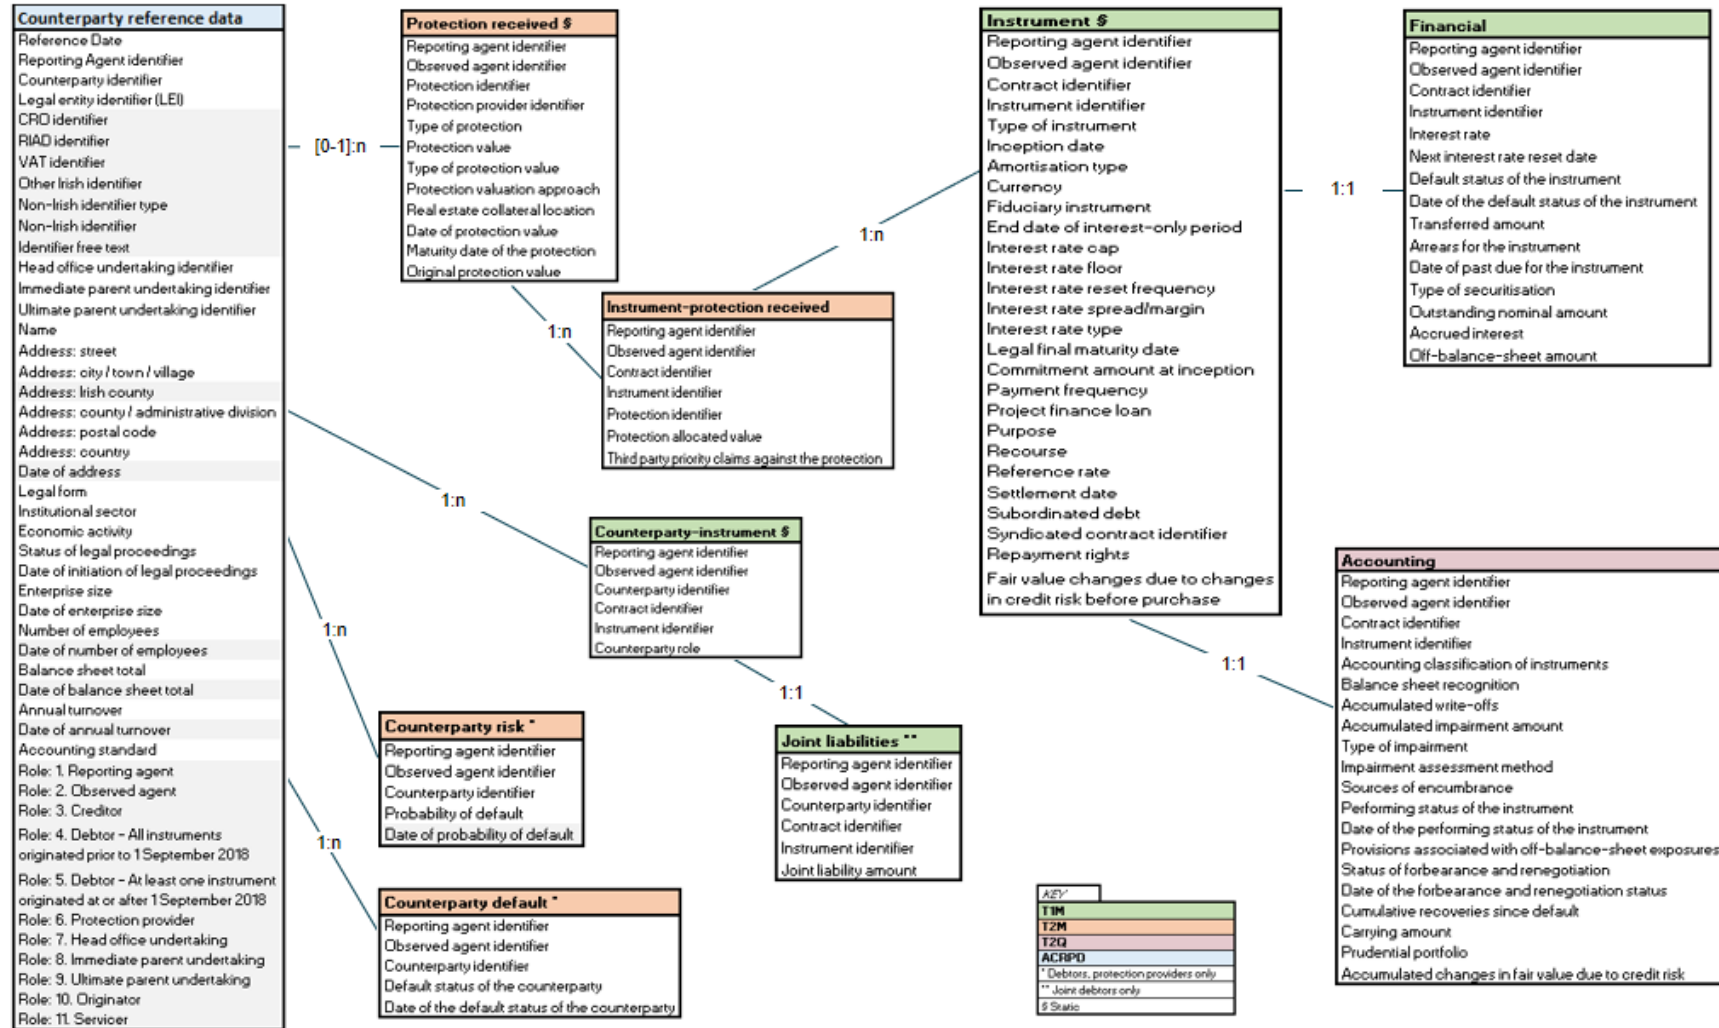 Counterparty reference data
Reference Date
Reporting Agent identifier
Counterparty identifier
Legal entity identifier (LEI)
CRO identifier
RIAD identifier
VAT identifier
Other Irish identifier
Non-Irish identifier type
Non-Irish identifier
Identifier free text
Head office undertaking identifier
Immediate parent undertaking identifier
Ultimate parent undertaking identifier
Name
Address: street
Address: city / town / village
Address: Irish county
Address: county / administrative division
Address: postal code
Address: country
Date of address
Legal form
Institutional sector
Economic activity
Status of legal proceedings
Date of initiation of legal proceedings
Enterprise size
Date of enterprise size
Number of employees
Date of number of employees
Balance sheet total
Date of balance sheet total
Annual turnover
Date of annual turnover
Accounting standard
Role: 1. Reporting agent
Role: 2. Observed agent
Role: 3. Creditor
Role: 4. Debtor - All instruments
originated prior to 1 September 2018
Role: 5. Debtor - At least one instrument
originated at or after 1 September 2018
Role: 6. Protection provider
Role: 7. Head office undertaking
Role: 8. Immediate parent undertaking
Role: 9. Ultimate parent undertaking
Role: 10. Originator
Role: 11. Servicer
[0-1]:n
1:n
1:n
1:n
Protection received §
Reporting agent identifier
Observed agent identifier
Protection identifier
Protection provider identifier
Type of protection
Protection value
Type of protection value
Protection valuation approach
Real estate collateral location
Date of protection value
Maturity date of the protection
Original protection value
1:n
Instrument-protection received
Reporting agent identifier
Observed agent identifier
Contract identifier
Instrument identifier
Protection identifier
Protection allocated value
Third party priority claims against the protection
1:n
Counterparty-instrument §
Reporting agent identifier
Observed agent identifier
Counterparty identifier
Contract identifier
Instrument identifier
Counterparty role
1:1
Counterparty risk *
Reporting agent identifier
Observed agent identifier
Counterparty identifier
Probability of default
Date of probability of default
Counterparty default *
Reporting agent identifier
Observed agent identifier
Counterparty identifier
Default status of the counterparty
Date of the default status of the counterparty
Joint liabilities **
Reporting agent identifier
Observed agent identifier
Counterparty identifier
Contract identifier
Instrument identifier
Joint liability amount
Instrument §
Reporting agent identifier
Observed agent identifier
Contract identifier
Instrument identifier
Type of instrument
Inception date
Amortisation type
Currency
Fiduciary instrument
End date of interest-only period
Interest rate cap
Interest rate floor
Interest rate reset frequency
Interest rate spread/margin
Interest rate type
Legal final maturity date
Commitment amount at inception
Payment frequency
Project finance loan
Purpose
Recourse
Reference rate
Settlement date
Subordinated debt
Syndicated contract identifier
Repayment rights
Fair value changes due to changes
in credit risk before purchase
1:1
1:1
Financial
Reporting agent identifier
Observed agent identifier
Contract identifier
Instrument identifier
Interest rate
Next interest rate reset date
Default status of the instrument
Date of the default status of the instrument
Transferred amount
Arrears for the instrument
Date of past due for the instrument
Type of securitisation
Outstanding nominal amount
Accrued interest
Off-balance-sheet amount
Accounting
Reporting agent identifier
Observed agent identifier
Contract identifier
Instrument identifier
Accounting classification of instruments
Balance sheet recognition
Accumulated write-offs
Accumulated impairment amount
Type of impairment
Impairment assessment method
Sources of encumbrance
Performing status of the instrument
Date of the performing status of the instrument
Provisions associated with off-balance-sheet exposures
Status of forbearance and renegotiation
Date of the forbearance and renegotiation status
Cumulative recoveries since default
Carrying amount
Prudential portfolio
Accumulated changes in fair value due to credit risk
KEY
T1M
T2M
T2Q
ACRPD
* Debtors, protection providers only
** Joint debtors only
§ Static